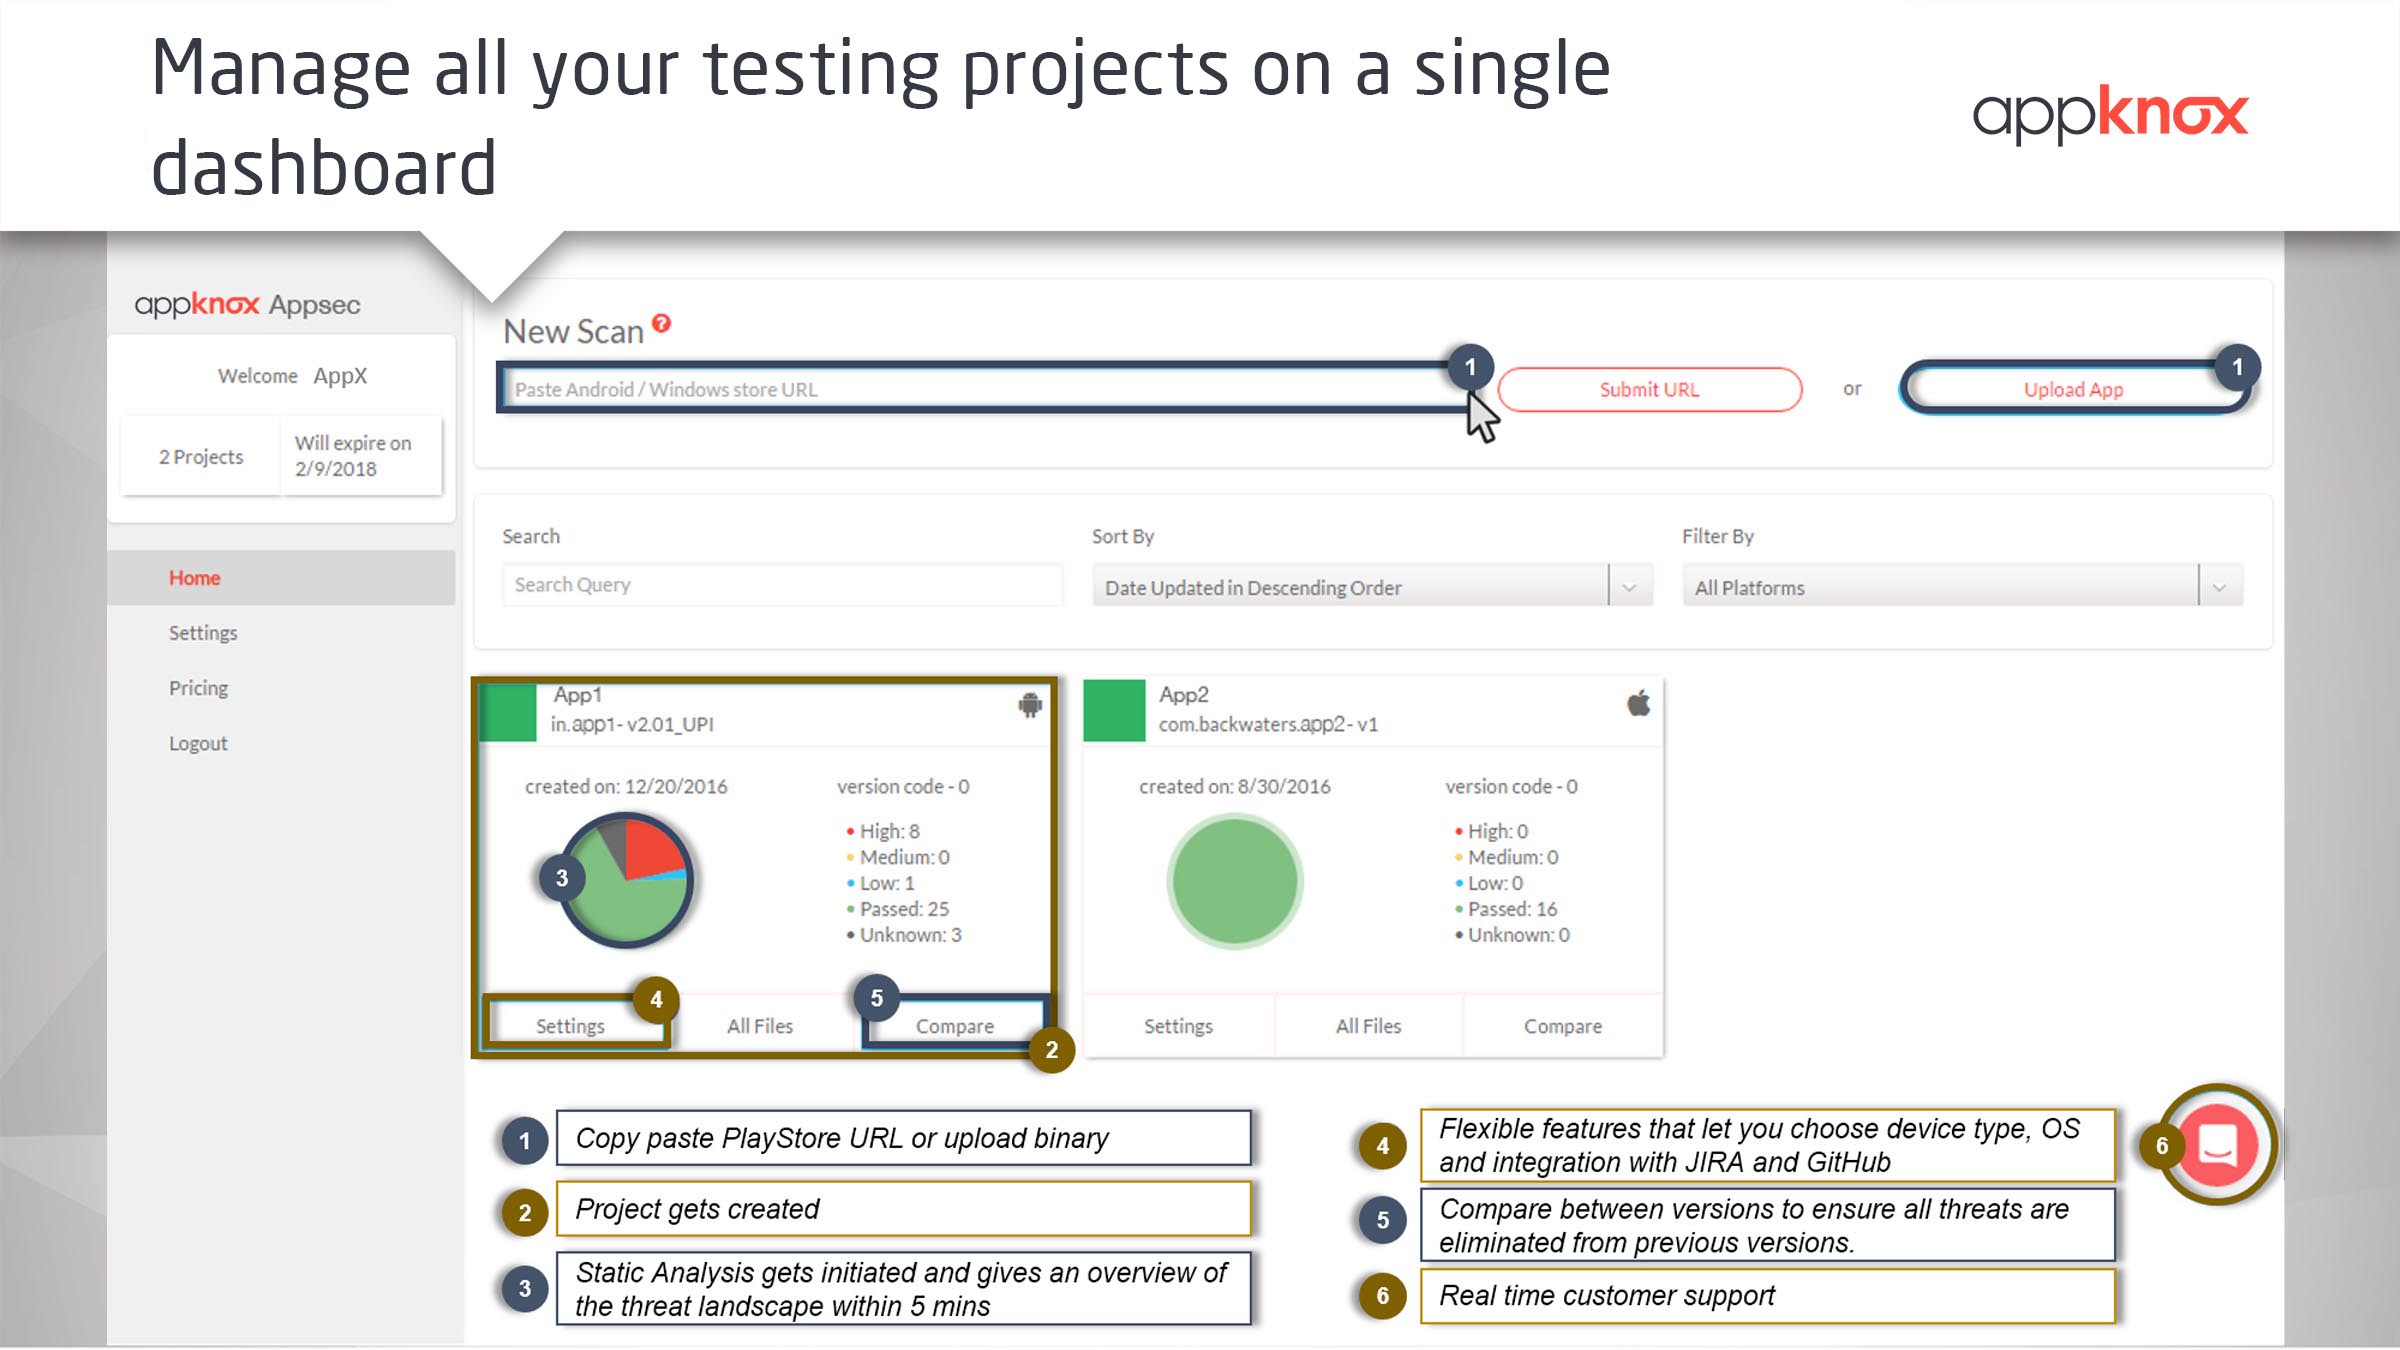 Manage all your testing projects on a single
dashboard
appknox
appknox Appsec
Welcome AppX
2 Projects
Will expire on
2/9/2018
Home
Settings
Pricing
Logout
New Scan ?
Paste Android / Windows store URL
1
Submit URL
or
Upload App
1
Search
Search Query
Sort By
Date Updated in Descending Order
Filter By
All Platforms
App1
in.app1- v2.01_UPI
created on: 12/20/2016
version code - 0
High: 8
Medium: 0
Low: 1
Passed: 25
Unknown: 3
3
4
5
2
Settings
All Files
Compare
App2
com.backwaters.app2- v1
created on: 8/30/2016
version code - 0
High: 0
Medium: 0
Low: 0
Passed: 16
Unknown: 0
Settings
All Files
Compare
1
Copy paste PlayStore URL or upload binary
2
Project gets created
3
Static Analysis gets initiated and gives an overview of
the threat landscape within 5 mins
4
Flexible features that let you choose device type, OS
and integration with JIRA and GitHub
5
Compare between versions to ensure all threats are
eliminated from previous versions.
6
Real time customer support
6